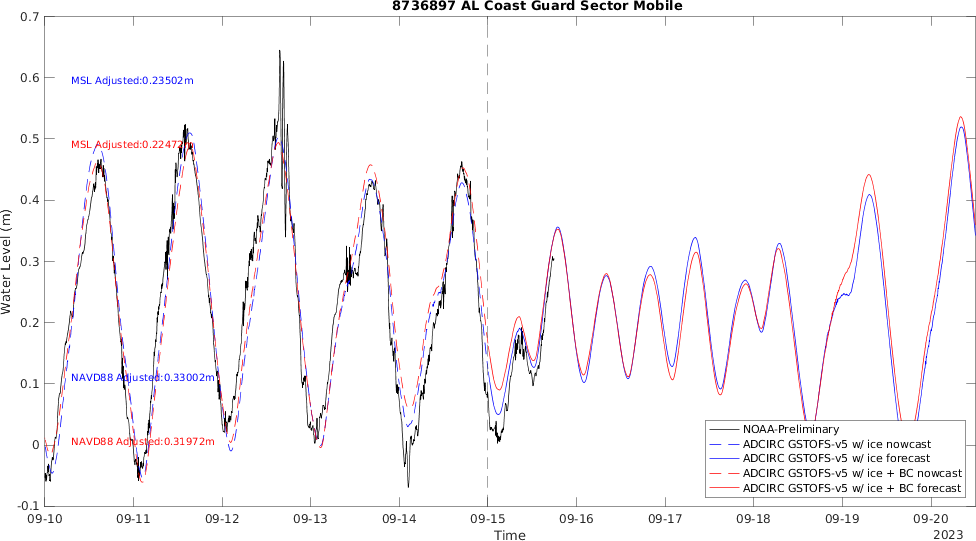 8736897 AL Coast Guard Sector Mobile
0.7
0.6
0.5
0.4
0.3
0.2
0.1
0
-0.1
Water Level (m)
MSL Adjusted:0.23502m
MSL Adjusted:0.22472m
NAVD88 Adjusted:0.33002m
NAVD88 Adjusted:0.31972m
NOAA-Preliminary
ADCIRC GSTOFS-v5 w/ ice nowcast
ADCIRC GSTOFS-v5 w/ ice forecast
ADCIRC GSTOFS-v5 w/ ice + BC nowcast
ADCIRC GSTOFS-v5 w/ ice + BC forecast
09-10 09-11 09-12 09-13 09-14 09-15 09-16 09-17 09-18 09-19 09-20
Time
2023